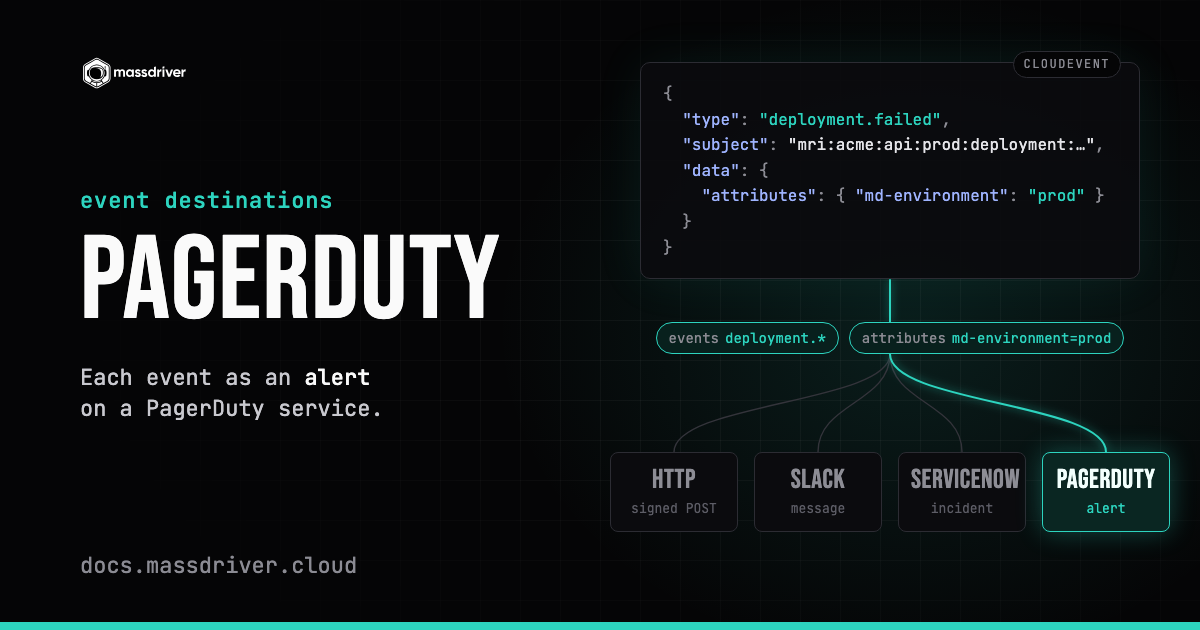 massdriver
event destinations
PAGERDUTY
Each event as an alert
on a PagerDuty service.
docs.massdriver.cloud
CLOUDEVENT
{
"type": "deployment.failed",
"subject": "mri:acme:api:prod:deployment:…",
"data": {
"attributes": { "md-environment": "prod" }
}
}
events deployment.*
attributes md-environment=prod
HTTP
signed POST
SLACK
message
SERVICENOW
incident
PAGERDUTY
alert